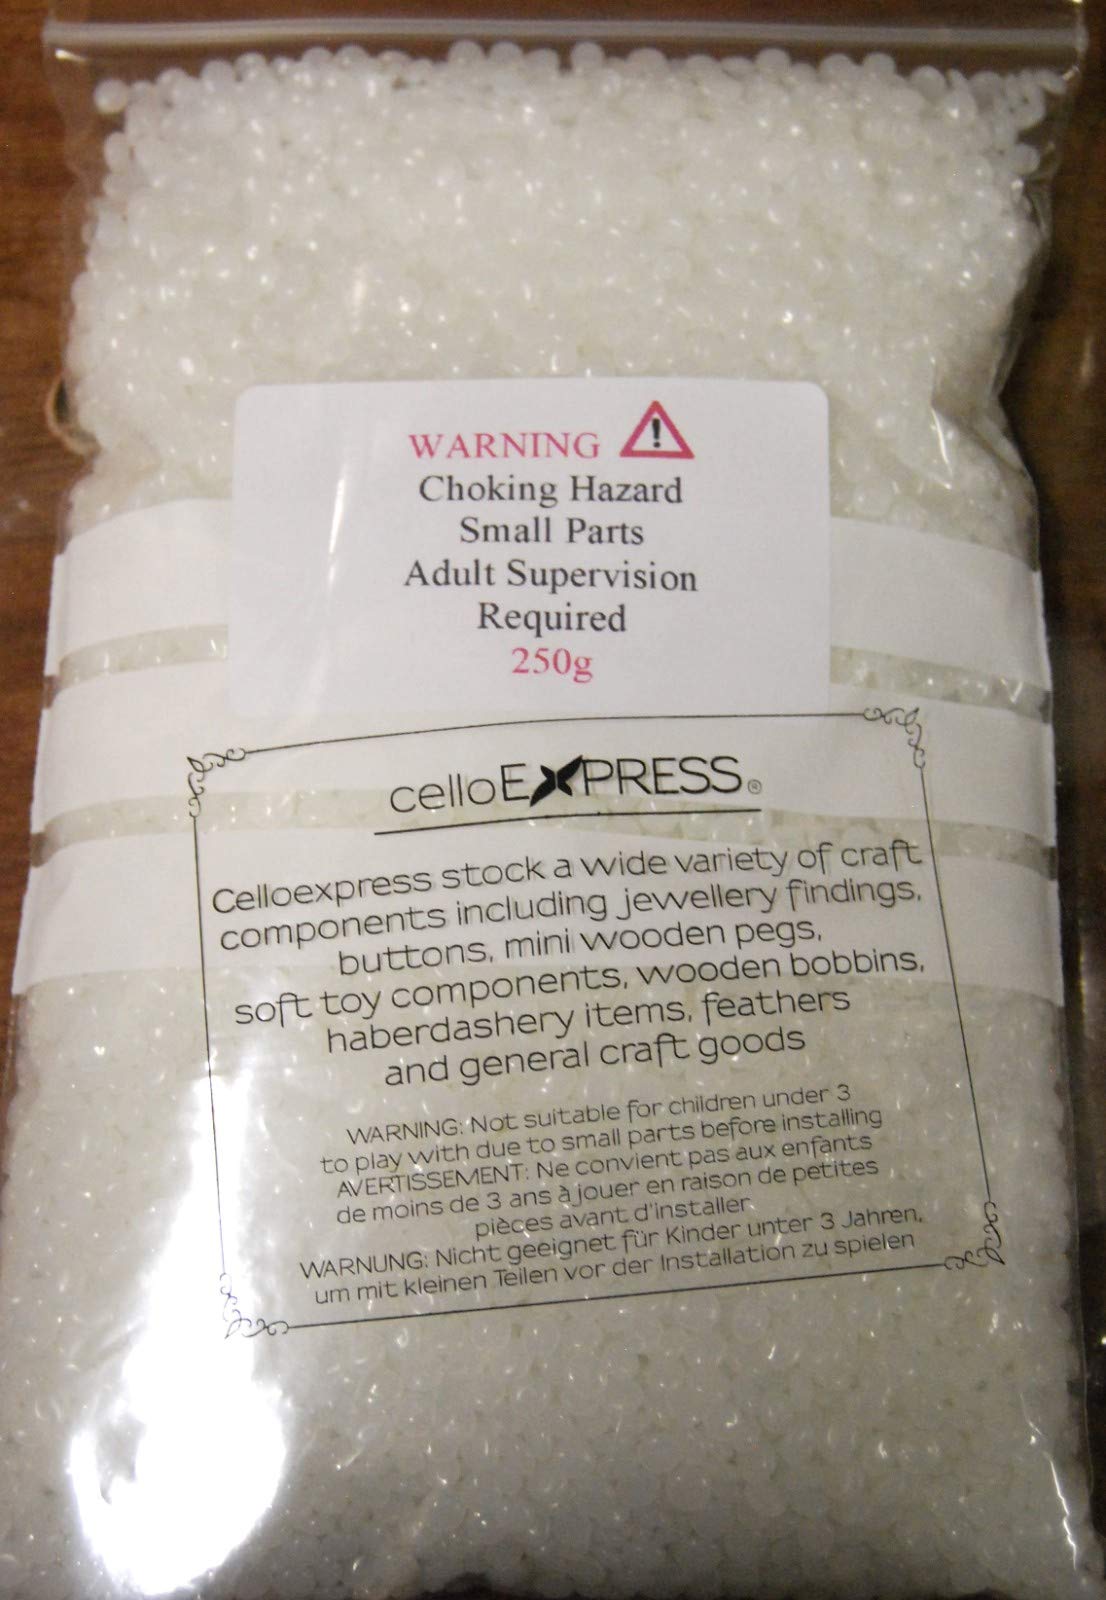 WARNING
Choking Hazard
Small Parts
Adult Supervision
Required
250g
celloEXPRESS®
Celloexpress stock a wide variety of craft
components including jewellery findings,
buttons, mini wooden pegs,
soft toy components, wooden bobbins,
haberdashery items, feathers
and general craft goods
WARNING: Not suitable for children under 3
to play with due to small parts before installing
AVERTISSEMENT: Ne convient pas aux enfants
de moins de 3 ans à jouer en raison de petites
pièces avant d'installer
WARNUNG: Nicht geeignet für Kinder unter 3 Jahren,
um mit kleinen Teilen vor der Installation zu spielen